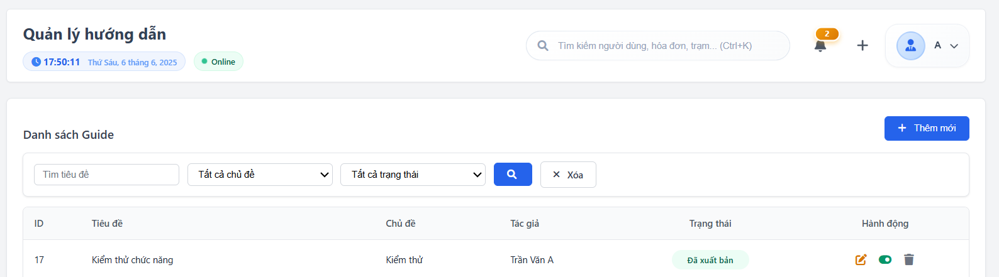 Quản lý hướng dẫn
17:50:11 Thứ Sáu, 6 tháng 6, 2025 Online
Tìm kiếm người dùng, hóa đơn, trạm... (Ctrl+K)
2
A
Danh sách Guide
Thêm mới
Tìm tiêu đề Tất cả chủ đề Tất cả trạng thái Xóa
ID Tiêu đề Chủ đề Tác giả Trạng thái Hành động
17 Kiểm thử chức năng Kiểm thử Trần Văn A Đã xuất bản